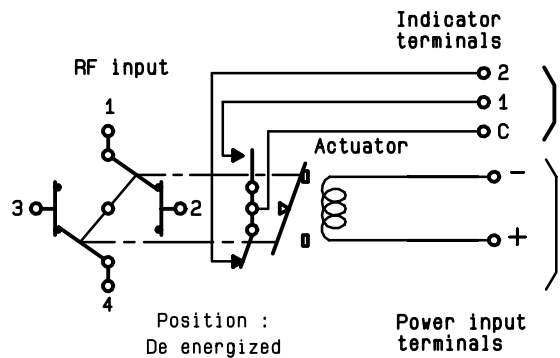 Indicator
terminals
RF input
1
2
1
C
Actuator
3
2
-
+
4
Position :
De energized
Power input
terminals